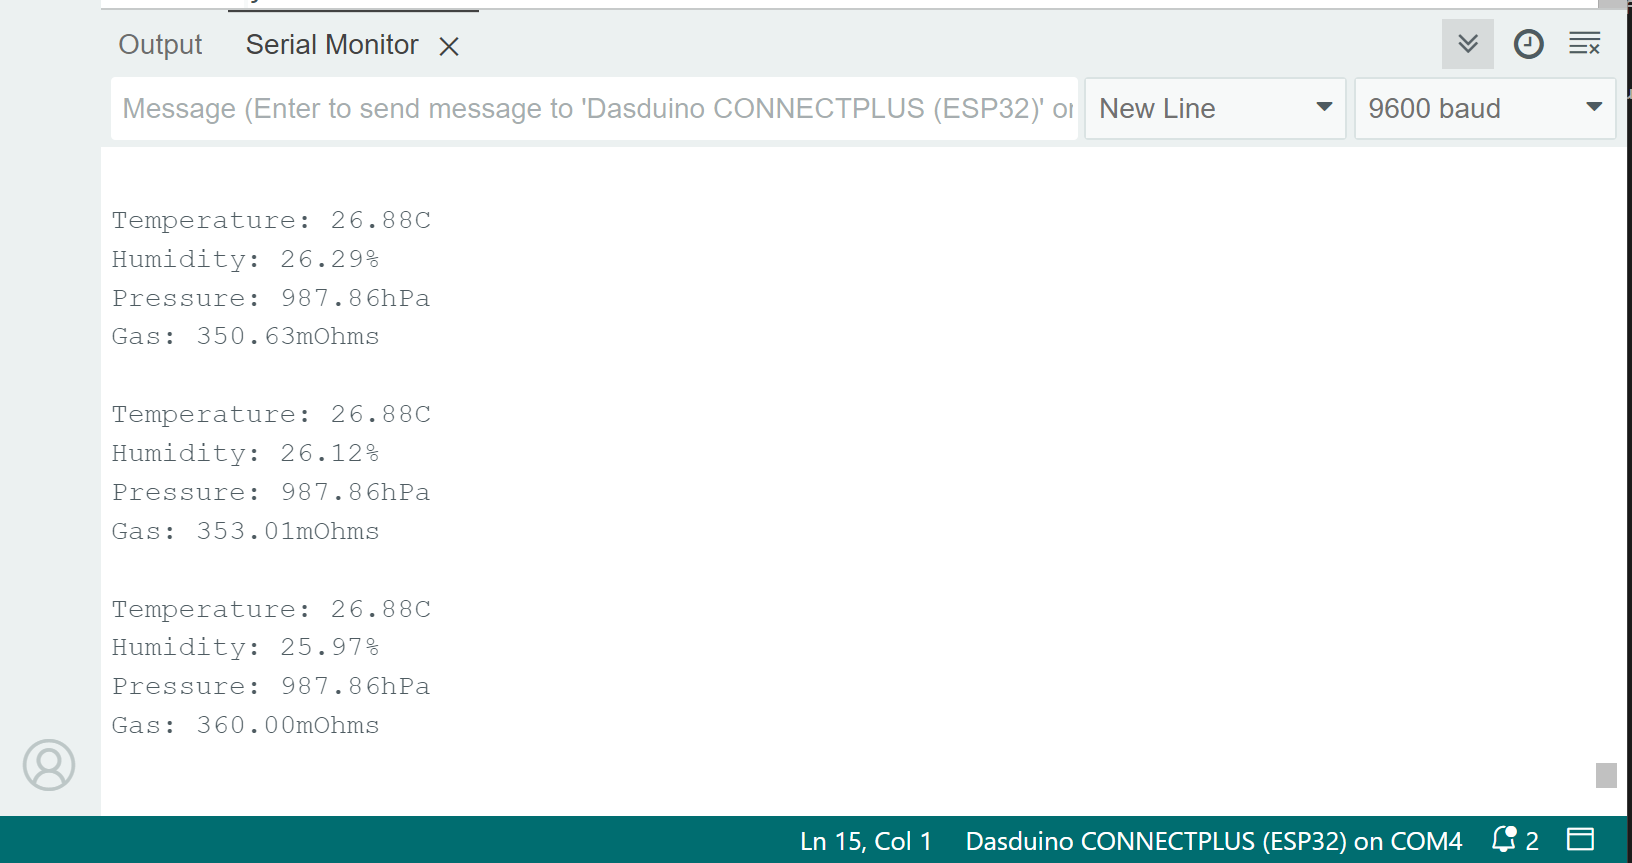 Output Serial Monitor
Message (Enter to send message to 'Dasduino CONNECTPLUS (ESP32)' on New Line 9600 baud
Temperature: 26.88C
Humidity: 26.29%
Pressure: 987.86hPa
Gas: 350.63mOhms
Temperature: 26.88C
Humidity: 26.12%
Pressure: 987.86hPa
Gas: 353.01mOhms
Temperature: 26.88C
Humidity: 25.97%
Pressure: 987.86hPa
Gas: 360.00mOhms
Ln 15, Col 1 Dasduino CONNECTPLUS (ESP32) on COM4 2